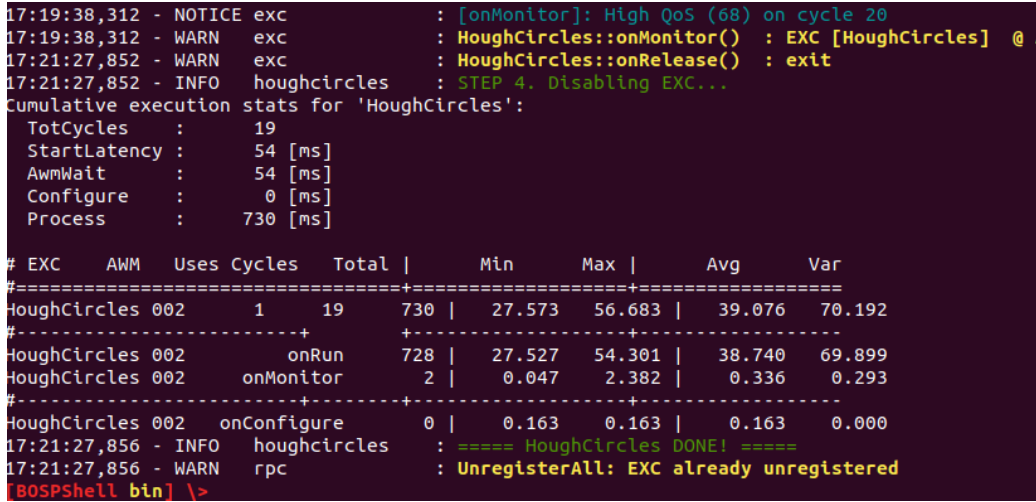 17:19:38,312 - NOTICE exc              : [onMonitor]: High QoS (68) on cycle 20
17:19:38,312 - WARN   exc              : HoughCircles::onMonitor()  : EXC [HoughCircles]  @
17:21:27,852 - WARN   exc              : HoughCircles::onRelease()  : exit
17:21:27,852 - INFO   houghcircles     : STEP 4. Disabling EXC...
Cumulative execution stats for 'HoughCircles':
  TotCycles    :      19
  StartLatency :      54 [ms]
  AwmWait      :      54 [ms]
  Configure    :       0 [ms]
  Process      :     730 [ms]
# EXC    AWM   Uses Cycles   Total |      Min      Max |      Avg      Var
#==================================+===================+==================
HoughCircles 002      1     19     730 |   27.573   56.683 |   39.076   70.192
#-------------------------+        +-------------------+------------------
HoughCircles 002         onRun     728 |   27.527   54.301 |   38.740   69.899
HoughCircles 002     onMonitor       2 |    0.047    2.382 |    0.336    0.293
#-------------------------+--------+-------------------+------------------
HoughCircles 002   onConfigure       0 |    0.163    0.163 |    0.163    0.000
17:21:27,856 - INFO   houghcircles     : ===== HoughCircles DONE! =====
17:21:27,856 - WARN   rpc              : UnregisterAll: EXC already unregistered
[BOSPShell bin] \>